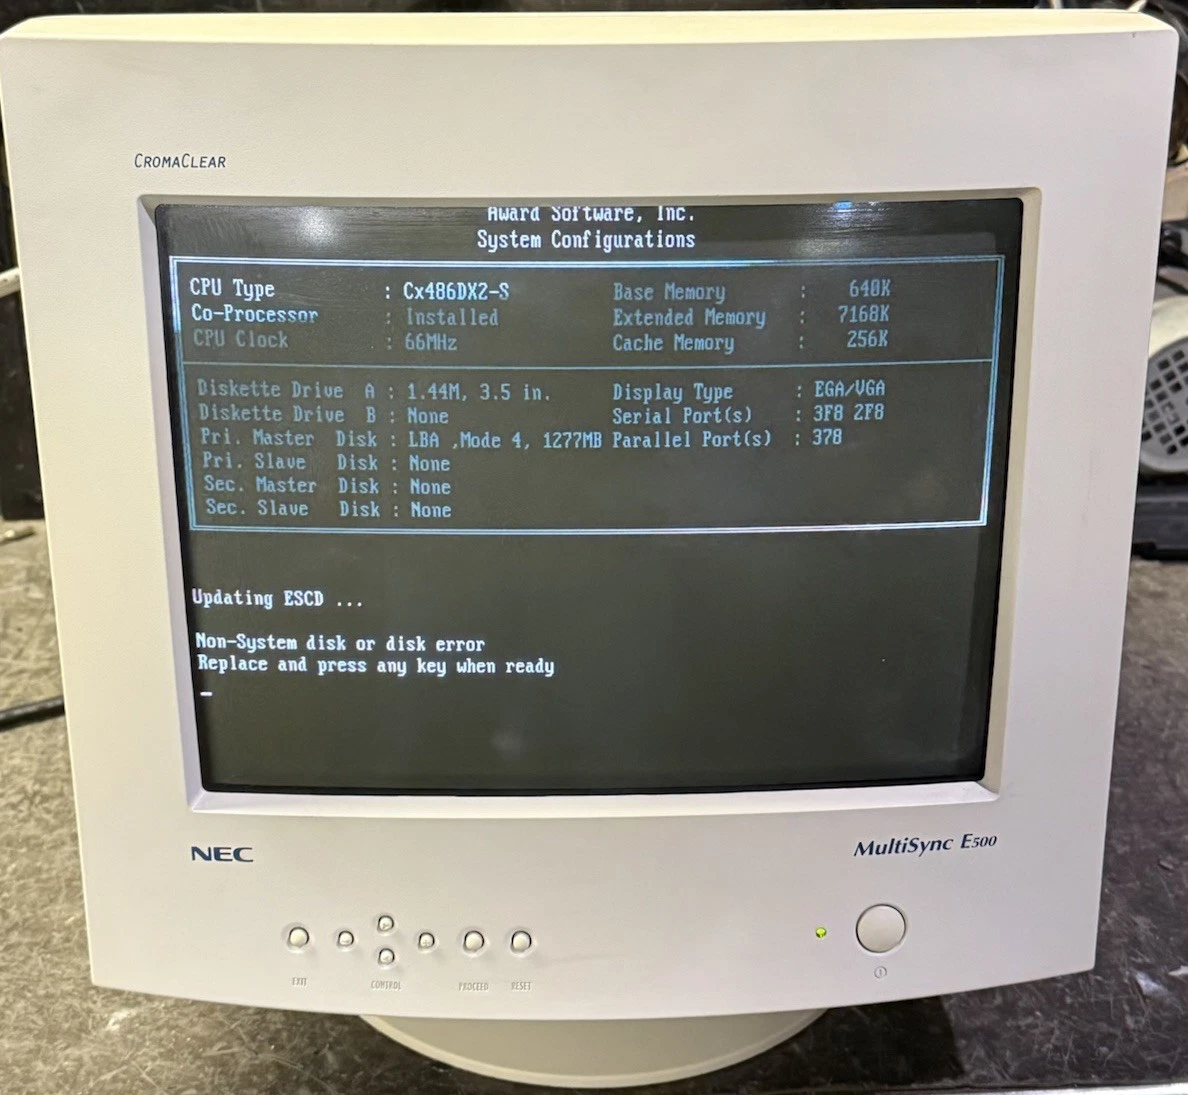 CROMACLEAR
Award Software, Inc.
System Configurations
CPU Type : Cx486DX2-S Base Memory : 640K
Co-Processor : Installed Extended Memory : 7168K
CPU Clock : 66MHz Cache Memory : 256K
Diskette Drive A : 1.44M, 3.5 in. Display Type : EGA/VGA
Diskette Drive B : None Serial Port(s) : 3F8 2F8
Pri. Master Disk : LBA ,Mode 4, 1277MB Parallel Port(s) : 378
Pri. Slave Disk : None
Sec. Master Disk : None
Sec. Slave Disk : None
Updating ESCD ...
Non-System disk or disk error
Replace and press any key when ready
_
NEC MultiSync E500
EXIT CONTROL PROCEED RESET